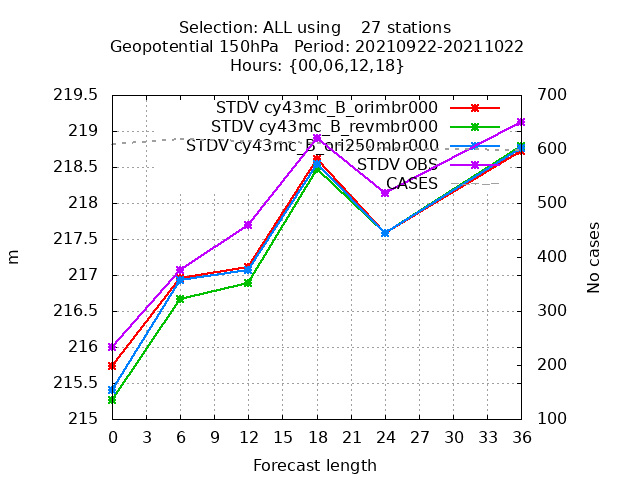 Selection: ALL using    27 stations
Geopotential 150hPa   Period: 20210922-20211022
Hours: {00,06,12,18}
STDV cy43mc_B_orimbr000
STDV cy43mc_B_revmbr000
STDV cy43mc_B_ori250mbr000
STDV OBS
CASES
219.5
219
218.5
218
217.5
217
216.5
216
215.5
215
m
700
600
500
400
300
200
100
No cases
0 3 6 9 12 15 18 21 24 27 30 33 36
Forecast length